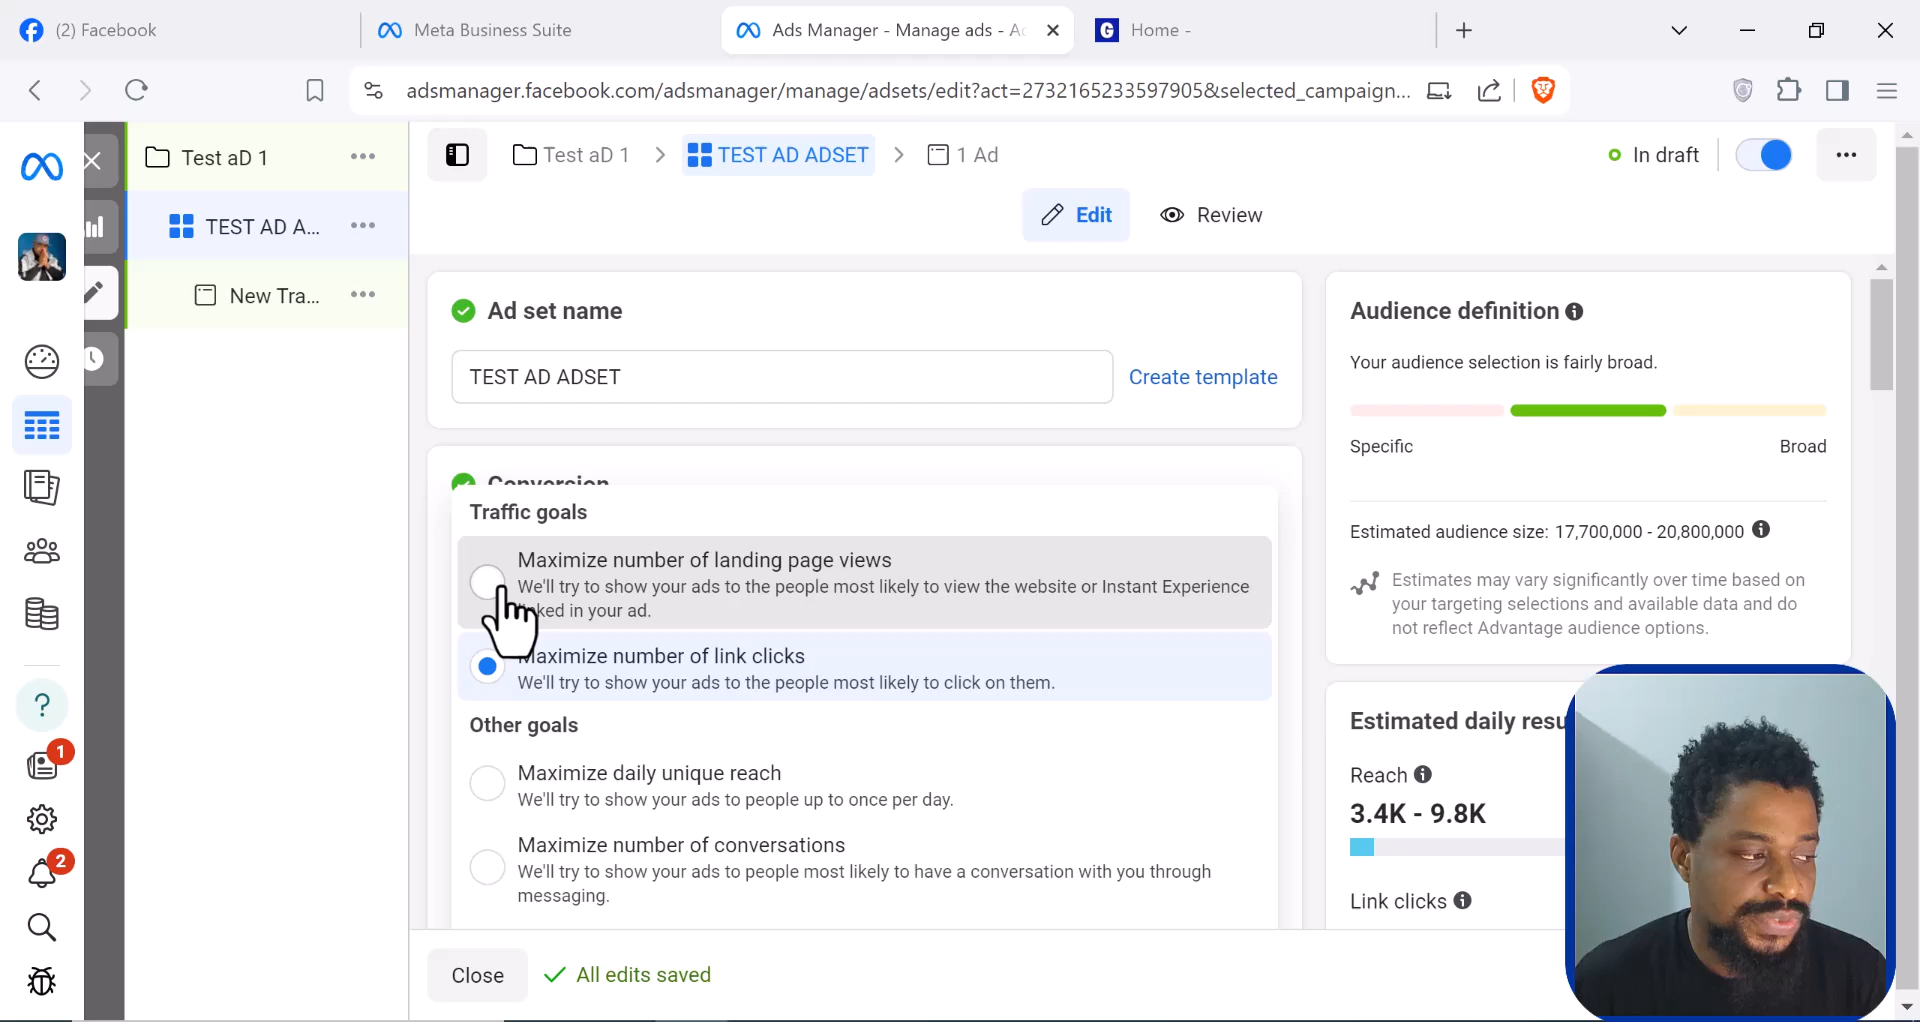 (2) Facebook
Meta Business Suite
Ads Manager - Manage ads - Ac
Home -
adsmanager.facebook.com/adsmanager/manage/adsets/edit?act=2732165233597905&selected_campaign...
Test aD 1
TEST AD A...
New Tra...
Test aD 1
TEST AD ADSET
1 Ad
In draft
Edit
Review
Ad set name
TEST AD ADSET
Create template
Conversion
Traffic goals
Maximize number of landing page views
We'll try to show your ads to the people most likely to view the website or Instant Experience
linked in your ad.
Maximize number of link clicks
We'll try to show your ads to the people most likely to click on them.
Other goals
Maximize daily unique reach
We'll try to show your ads to people up to once per day.
Maximize number of conversations
We'll try to show your ads to people most likely to have a conversation with you through
messaging.
Close
All edits saved
Audience definition
Your audience selection is fairly broad.
Specific
Broad
Estimated audience size: 17,700,000 - 20,800,000
Estimates may vary significantly over time based on
your targeting selections and available data and do
not reflect Advantage audience options.
Estimated daily resu
Reach
3.4K - 9.8K
Link clicks
?
1
2
G